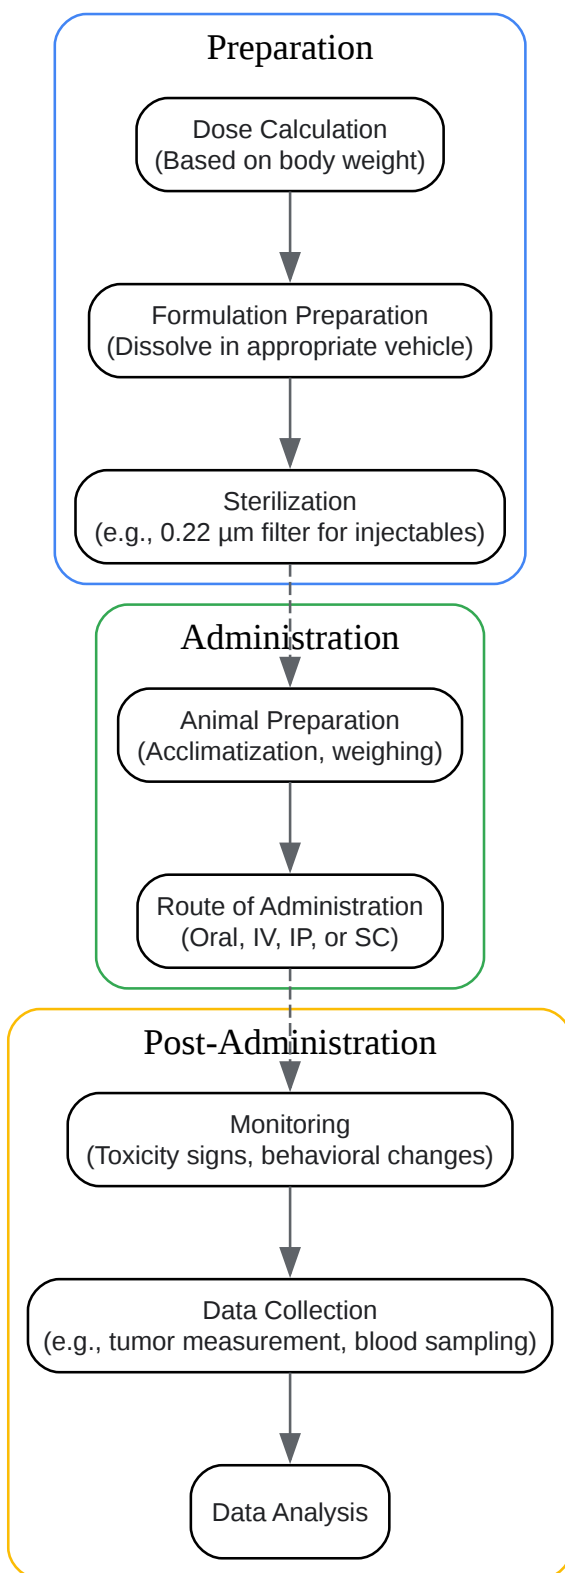 Preparation
Dose Calculation
(Based on body weight)
Formulation Preparation
(Dissolve in appropriate vehicle)
Sterilization
(e.g., 0.22 µm filter for injectables)
Administration
Animal Preparation
(Acclimatization, weighing)
Route of Administration
(Oral, IV, IP, or SC)
Post-Administration
Monitoring
(Toxicity signs, behavioral changes)
Data Collection
(e.g., tumor measurement, blood sampling)
Data Analysis